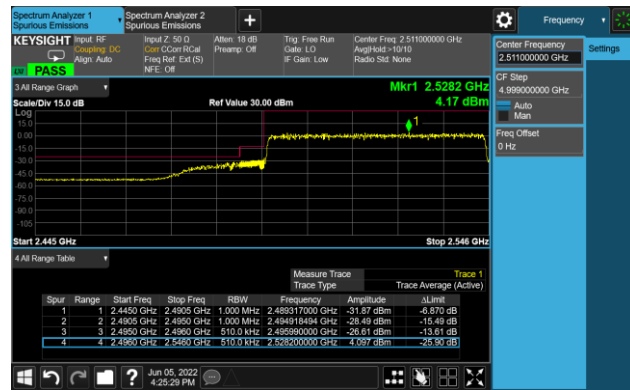 Spectrum Analyzer 1
Spurious Emissions
Spectrum Analyzer 2
Spurious Emissions
Frequency
KEYSIGHT
Input: RF
Coupling: DC
Align: Auto
Input Z: 50 Ω
Corr CCorr RCal
Freq Ref: Ext (S)
NFE: Off
Atten: 18 dB
Preamp: Off
Trig: Free Run
Gate: LO
IF Gain: Low
Center Freq: 2.511000000 GHz
Avg|Hold:>10/10
Radio Std: None
PASS
Center Frequency
2.511000000 GHz
Settings
CF Step
4.999000000 GHz
Auto
Man
Freq Offset
0 Hz
3 All Range Graph
Scale/Div 15.0 dB
Ref Value 30.00 dBm
Mkr1 2.5282 GHz
4.17 dBm
Log
15.0
0.00
-15.0
-30.0
-45.0
-60.0
-75.0
-90.0
-105
1
Start 2.445 GHz
Stop 2.546 GHz
4 All Range Table
Measure Trace Trace 1
Trace Type Trace Average (Active)
Spur Range Start Freq Stop Freq RBW Frequency Amplitude ΔLimit
1 1 2.4450 GHz 2.4905 GHz 1.000 MHz 2.489317000 GHz -31.87 dBm -6.870 dB
2 2 2.4905 GHz 2.4950 GHz 1.000 MHz 2.494918494 GHz -28.49 dBm -15.49 dB
3 3 2.4950 GHz 2.4960 GHz 510.0 kHz 2.495990000 GHz -26.61 dBm -13.61 dB
4 4 2.4960 GHz 2.5460 GHz 510.0 kHz 2.528200000 GHz 4.097 dBm -25.90 dB
Jun 05, 2022
4:25:29 PM